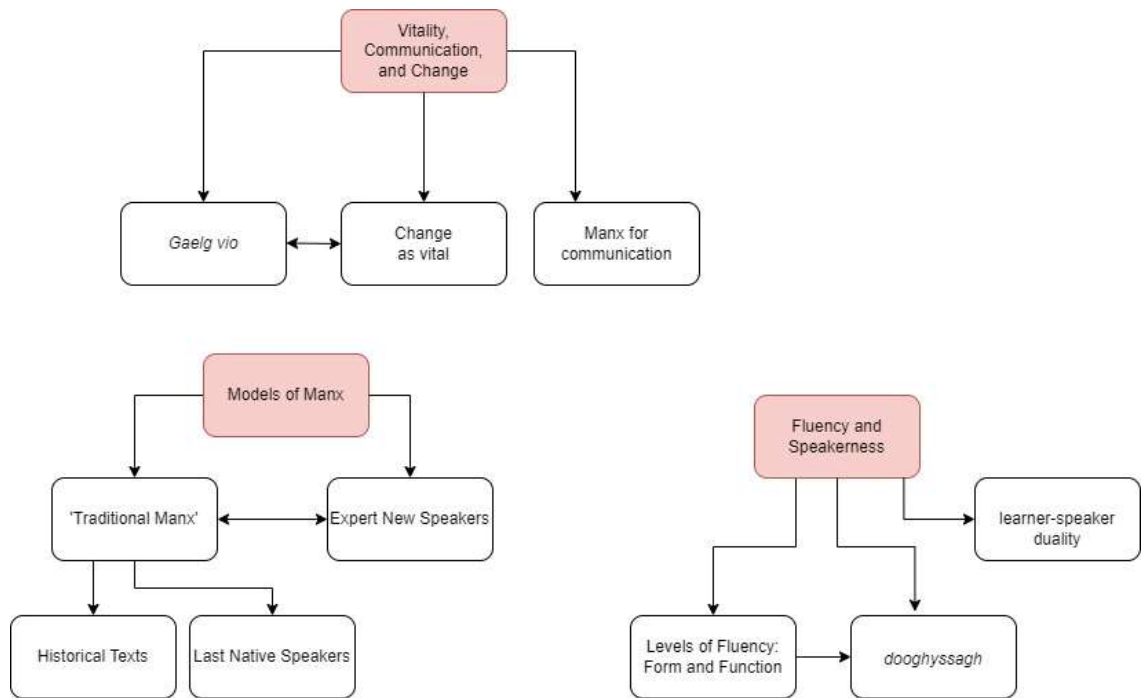 Vitality,
Communication,
and Change
Gaelg vio
Change
as vital
Manx for
communication
Models of Manx
'Traditional Manx'
Expert New Speakers
Historical Texts
Last Native Speakers
Fluency and
Speakerness
learner-speaker
duality
Levels of Fluency:
Form and Function
dooghyssagh